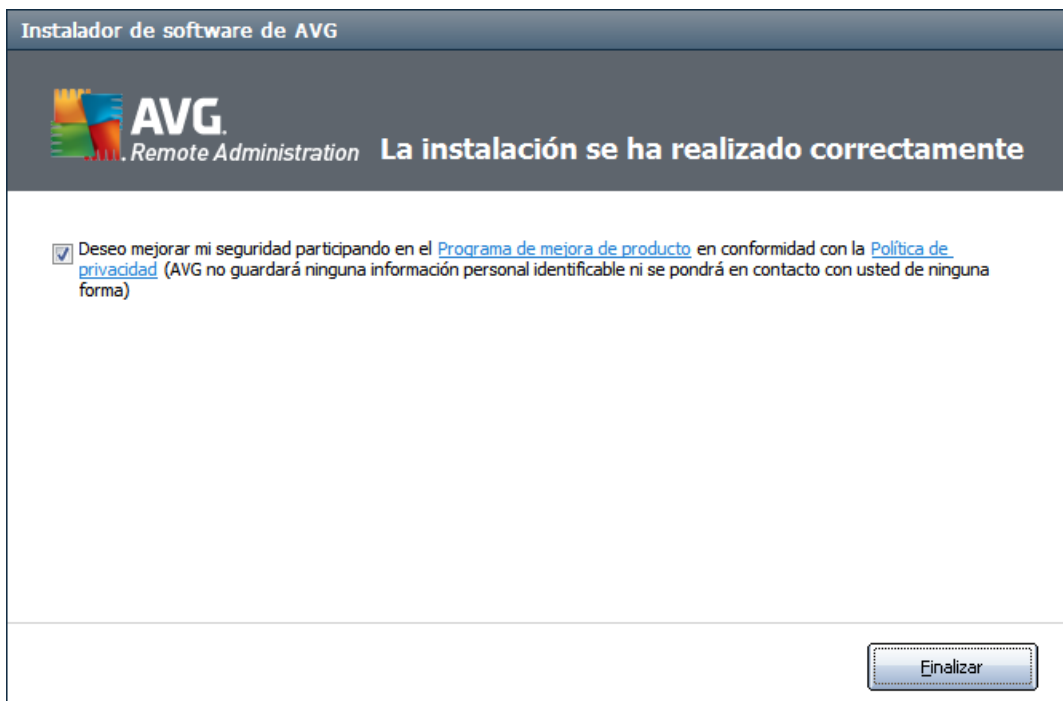 Instalador de software de AVG
AVG.
Remote Administration La instalación se ha realizado correctamente
Deseo mejorar mi seguridad participando en el Programa de mejora de producto en conformidad con la Política de
privacidad (AVG no guardará ninguna información personal identificable ni se pondrá en contacto con usted de ninguna
forma)
Finalizar